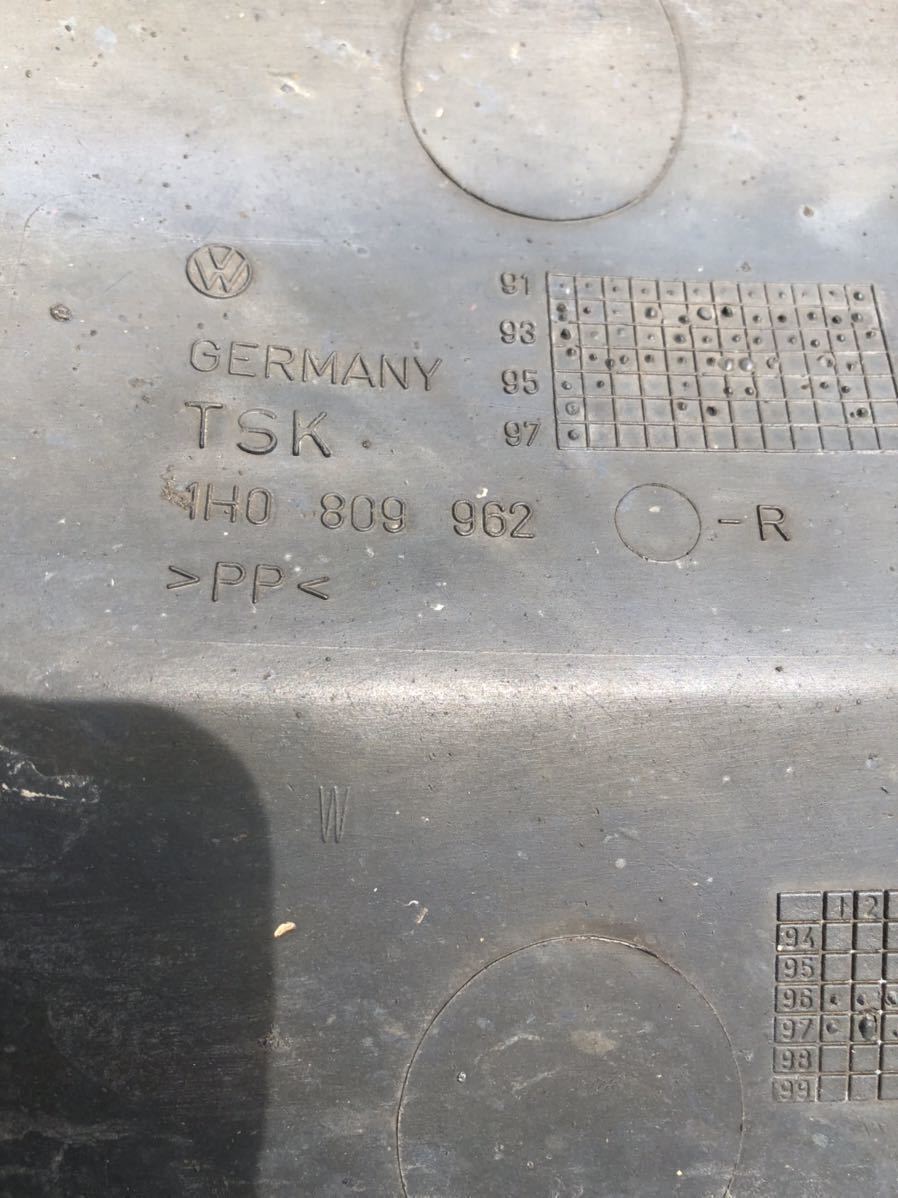 VW
91
93
95
97
GERMANY
TSK
1H0 809 962 -R
>PP<
W
1 2
94
95
96
97
98
99